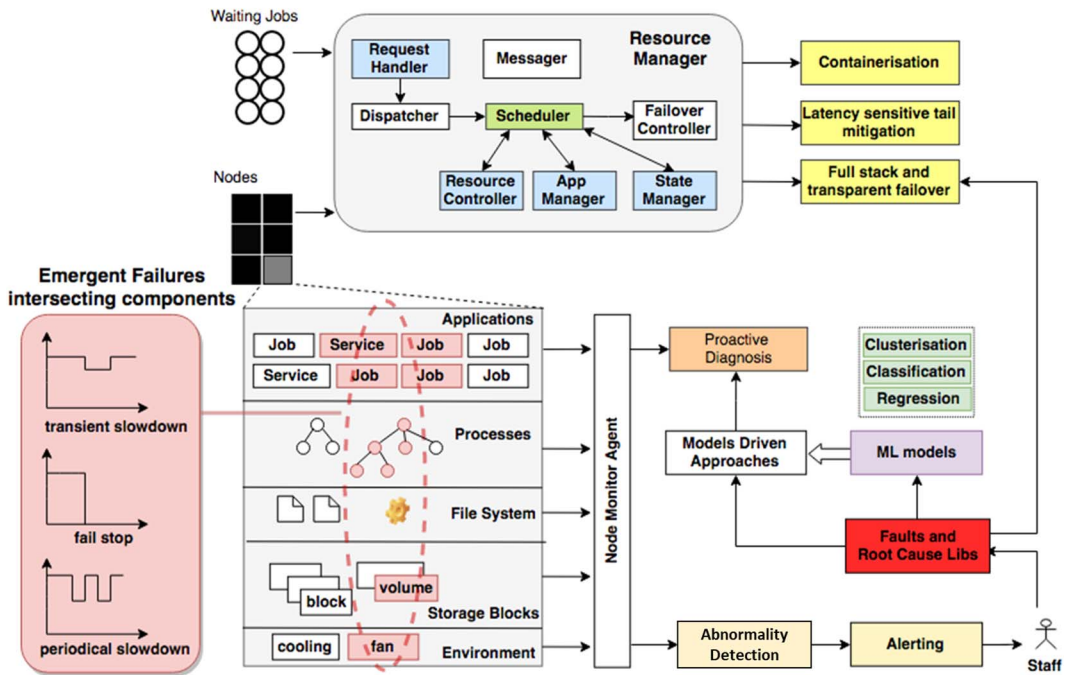 Waiting Jobs
Request
Handler
Messager
Resource
Manager
Dispatcher
Scheduler
Failover
Controller
Resource
Controller
App
Manager
State
Manager
Containerisation
Latency sensitive tail
mitigation
Full stack and
transparent failover
Nodes
Emergent Failures
intersecting components
transient slowdown
fail stop
periodical slowdown
Applications
Job
Service
Job
Job
Service
Job
Job
Job
Processes
File System
block
volume
Storage Blocks
cooling
fan
Environment
Node Monitor Agent
Proactive
Diagnosis
Clusterisation
Classification
Regression
Models Driven
Approaches
ML models
Faults and
Root Cause Libs
Abnormality
Detection
Alerting
Staff